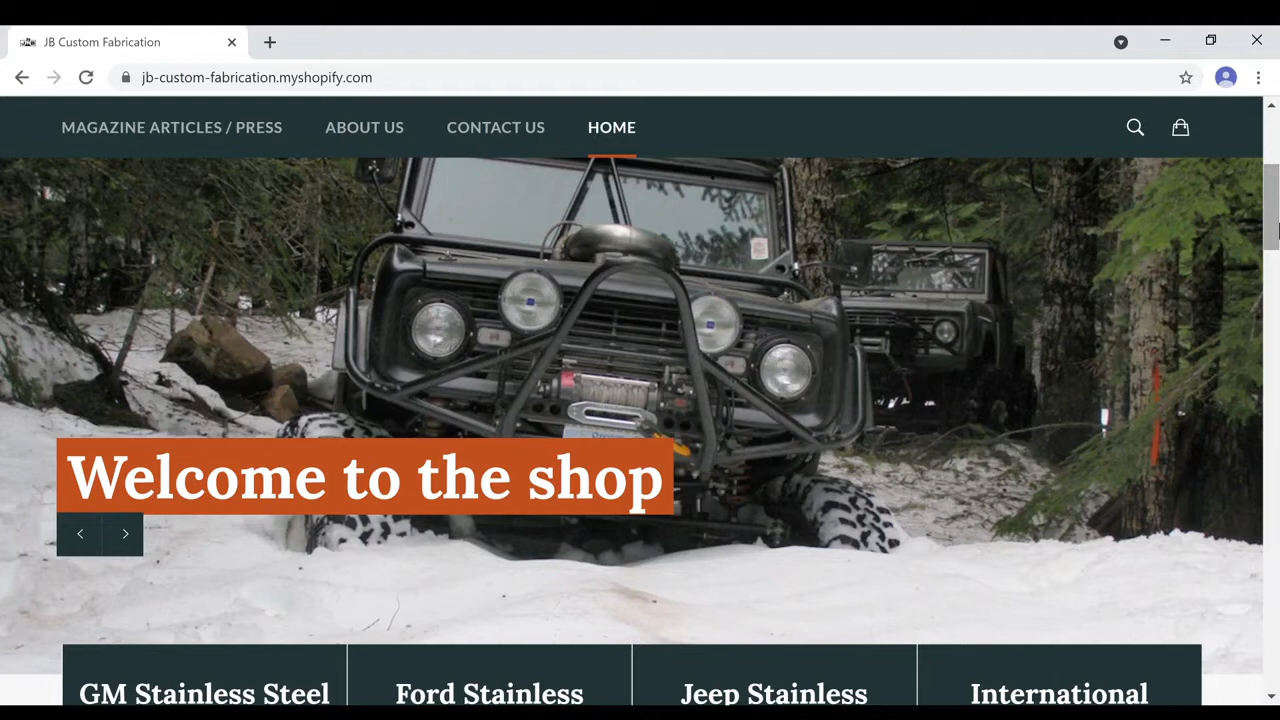 JB Custom Fabrication
jb-custom-fabrication.myshopify.com
MAGAZINE ARTICLES / PRESS ABOUT US CONTACT US HOME
Welcome to the shop
GM Stainless Steel Ford Stainless Jeep Stainless International